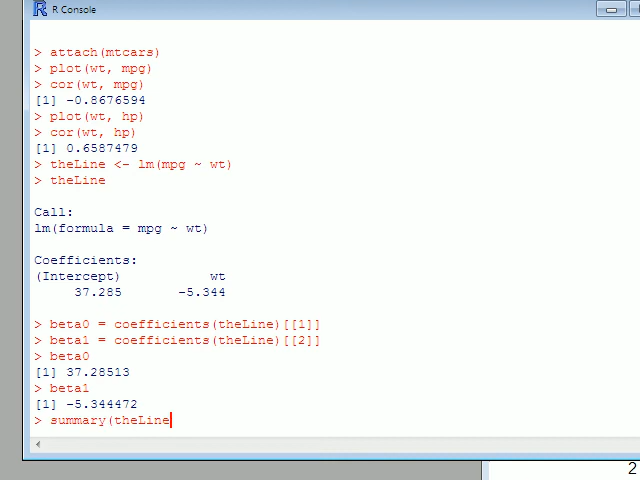 R Console
> attach(mtcars)
> plot(wt, mpg)
> cor(wt, mpg)
[1] -0.8676594
> plot(wt, hp)
> cor(wt, hp)
[1] 0.6587479
> theLine <- lm(mpg ~ wt)
> theLine
Call:
lm(formula = mpg ~ wt)
Coefficients:
(Intercept)           wt
     37.285       -5.344
> beta0 = coefficients(theLine)[[1]]
> beta1 = coefficients(theLine)[[2]]
> beta0
[1] 37.28513
> beta1
[1] -5.344472
> summary(theLine
2